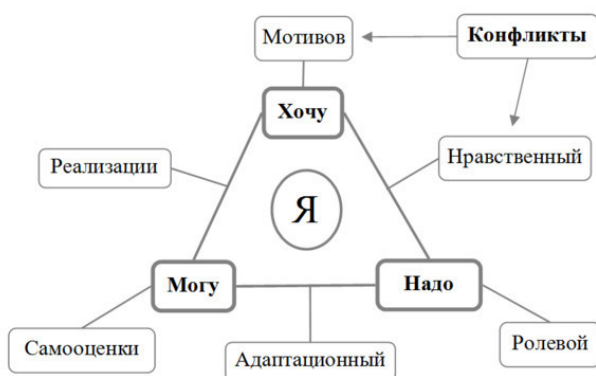 Мотивов
Конфликты
Хочу
Реализации
Нравственный
Я
Могу
Надо
Самооценки
Адаптационный
Ролевой